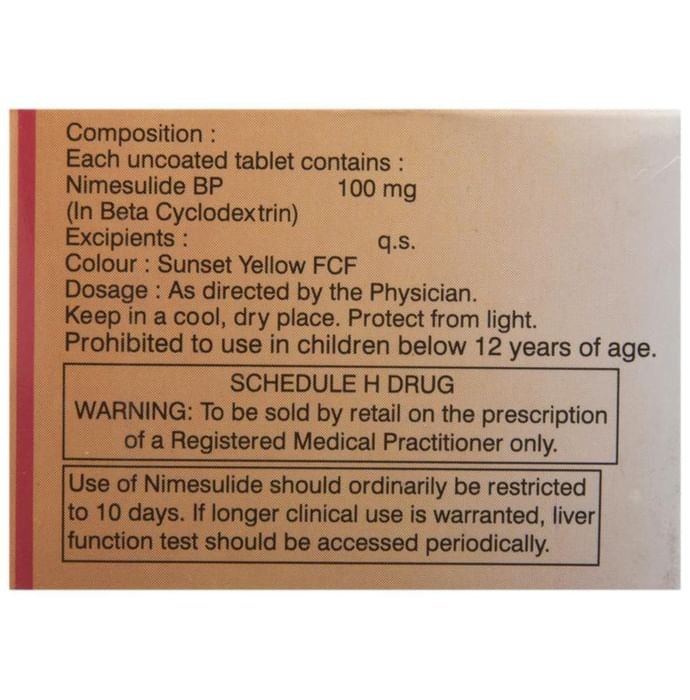 Composition :
Each uncoated tablet contains :
Nimesulide BP 100 mg
(In Beta Cyclodextrin)
Excipients : q.s.
Colour : Sunset Yellow FCF
Dosage : As directed by the Physician.
Keep in a cool, dry place. Protect from light.
Prohibited to use in children below 12 years of age.
SCHEDULE H DRUG
WARNING: To be sold by retail on the prescription
of a Registered Medical Practitioner only.
Use of Nimesulide should ordinarily be restricted
to 10 days. If longer clinical use is warranted, liver
function test should be accessed periodically.